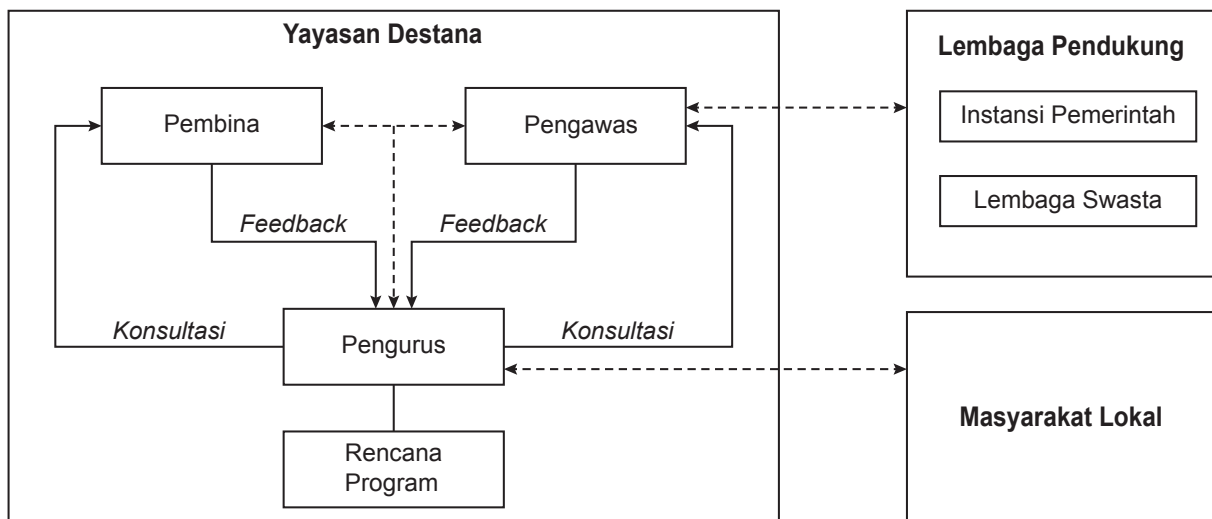 Yayasan Destana
Pembina
Pengawas
Feedback
Feedback
Konsultasi
Pengurus
Konsultasi
Rencana
Program
Lembaga Pendukung
Instansi Pemerintah
Lembaga Swasta
Masyarakat Lokal